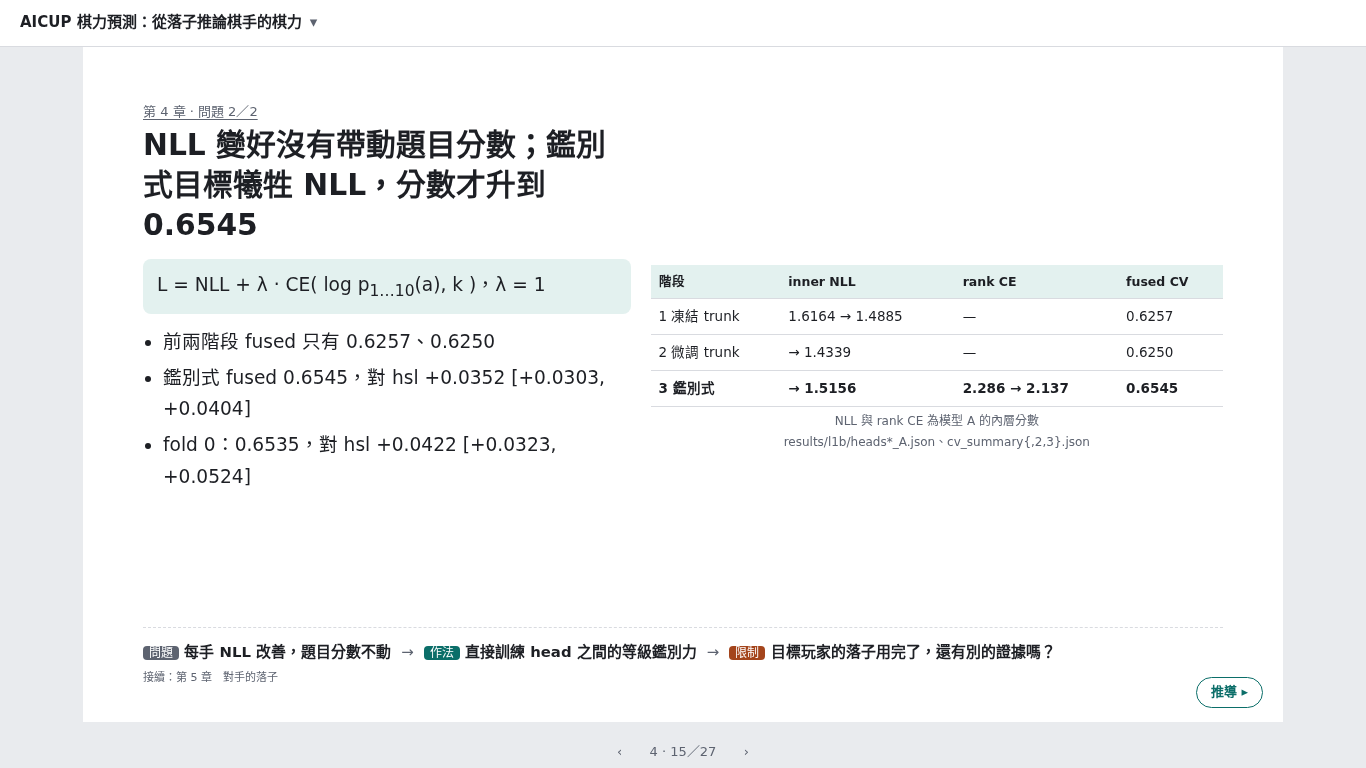 AICUP 棋力預測：從落子推論棋手的棋力 ▾
第 4 章 · 問題 2／2
NLL 變好沒有帶動題目分數；鑑別
式目標犧牲 NLL，分數才升到
0.6545
L = NLL + λ · CE( log p1…10(a), k )，λ = 1
• 前兩階段 fused 只有 0.6257、0.6250
• 鑑別式 fused 0.6545，對 hsl +0.0352 [+0.0303,
+0.0404]
• fold 0：0.6535，對 hsl +0.0422 [+0.0323,
+0.0524]
階段 inner NLL rank CE fused CV
1 凍結 trunk 1.6164 → 1.4885 — 0.6257
2 微調 trunk → 1.4339 — 0.6250
3 鑑別式 → 1.5156 2.286 → 2.137 0.6545
NLL 與 rank CE 為模型 A 的內層分數
results/l1b/heads*_A.json、cv_summary{,2,3}.json
問題 每手 NLL 改善，題目分數不動 → 作法 直接訓練 head 之間的等級鑑別力 → 限制 目標玩家的落子用完了，還有別的證據嗎？
接續：第 5 章　對手的落子
推導 ▸
‹ 4 · 15／27 ›